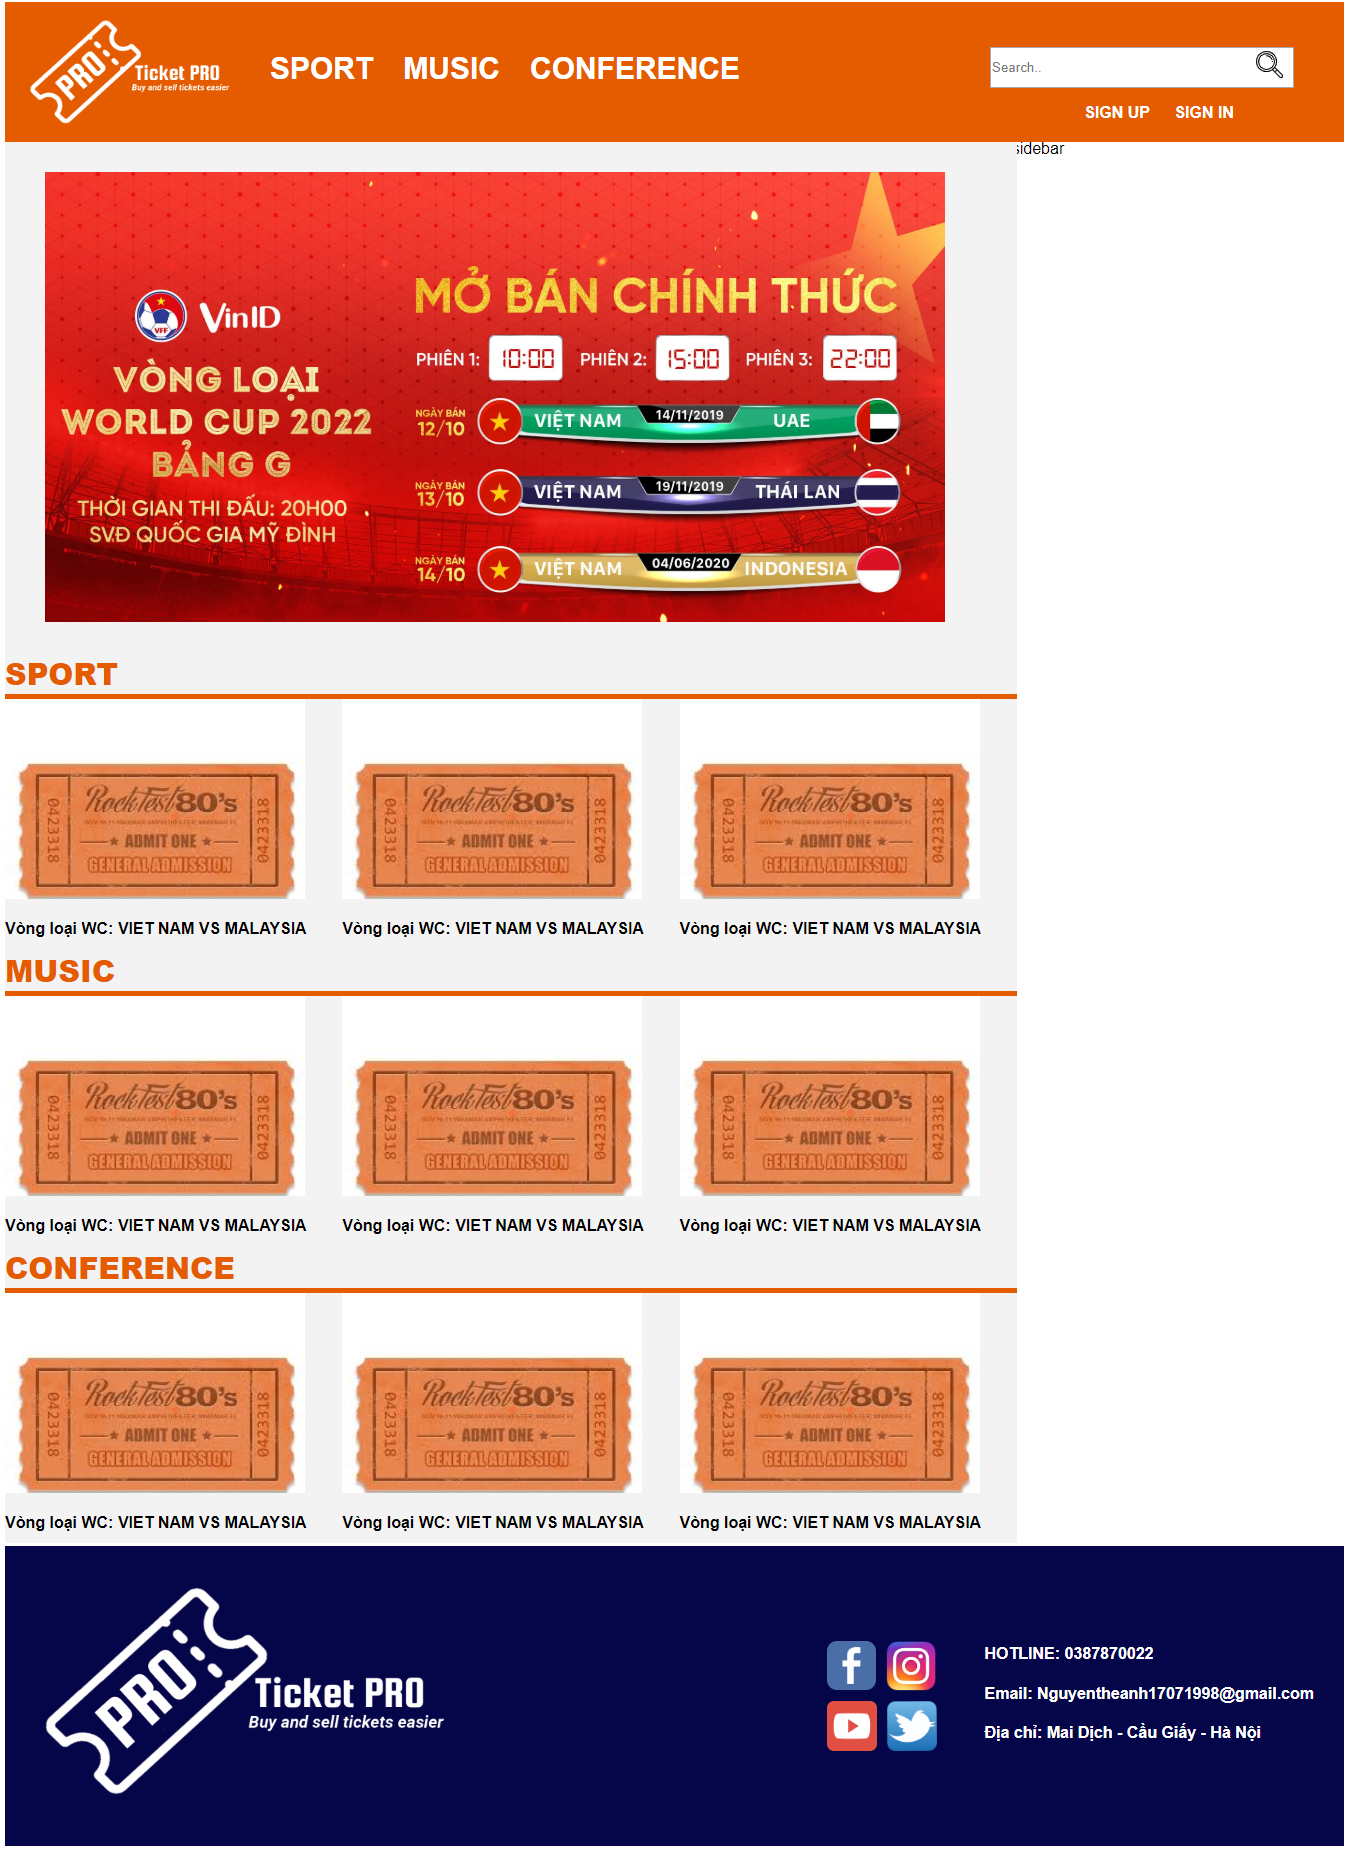 PRO
Ticket PRO
Buy and sell tickets easier
SPORT MUSIC CONFERENCE
Search..
SIGN UP SIGN IN
sidebar
MỞ BÁN CHÍNH THỨC
VFF VinID
PHIÊN 1: 10:00 PHIÊN 2: 15:00 PHIÊN 3: 22:00
VÒNG LOẠI
WORLD CUP 2022
BẢNG G
THỜI GIAN THI ĐẤU: 20H00
SVĐ QUỐC GIA MỸ ĐÌNH
NGÀY BÁN
12/10
VIỆT NAM 14/11/2019 UAE
NGÀY BÁN
13/10
VIỆT NAM 19/11/2019 THÁI LAN
NGÀY BÁN
14/10
VIỆT NAM 04/06/2020 INDONESIA
SPORT
0423318 RockFest 80's ADMIT ONE GENERAL ADMISSION 0423318
0423318 RockFest 80's ADMIT ONE GENERAL ADMISSION 0423318
0423318 RockFest 80's ADMIT ONE GENERAL ADMISSION 0423318
Vòng loại WC: VIET NAM VS MALAYSIA Vòng loại WC: VIET NAM VS MALAYSIA Vòng loại WC: VIET NAM VS MALAYSIA
MUSIC
0423318 RockFest 80's ADMIT ONE GENERAL ADMISSION 0423318
0423318 RockFest 80's ADMIT ONE GENERAL ADMISSION 0423318
0423318 RockFest 80's ADMIT ONE GENERAL ADMISSION 0423318
Vòng loại WC: VIET NAM VS MALAYSIA Vòng loại WC: VIET NAM VS MALAYSIA Vòng loại WC: VIET NAM VS MALAYSIA
CONFERENCE
0423318 RockFest 80's ADMIT ONE GENERAL ADMISSION 0423318
0423318 RockFest 80's ADMIT ONE GENERAL ADMISSION 0423318
0423318 RockFest 80's ADMIT ONE GENERAL ADMISSION 0423318
Vòng loại WC: VIET NAM VS MALAYSIA Vòng loại WC: VIET NAM VS MALAYSIA Vòng loại WC: VIET NAM VS MALAYSIA
PRO
Ticket PRO
Buy and sell tickets easier
HOTLINE: 0387870022
Email: Nguyentheanh17071998@gmail.com
Địa chỉ: Mai Dịch - Cầu Giấy - Hà Nội